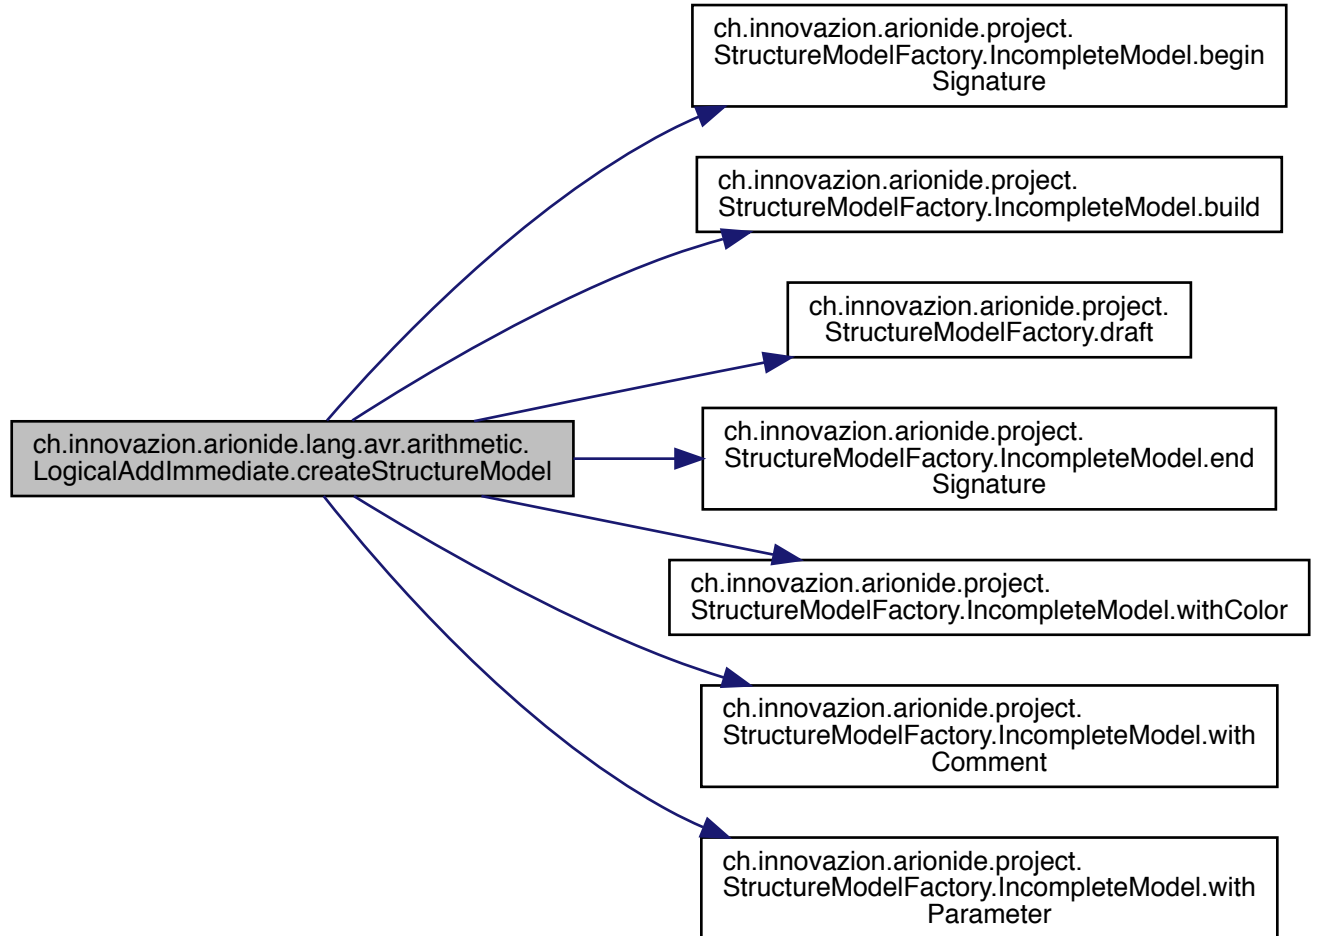 ch.innovazion.arionide.project.
StructureModelFactory.IncompleteModel.begin
Signature
ch.innovazion.arionide.project.
StructureModelFactory.IncompleteModel.build
ch.innovazion.arionide.project.
StructureModelFactory.draft
ch.innovazion.arionide.lang.avr.arithmetic.
LogicalAddImmediate.createStructureModel
ch.innovazion.arionide.project.
StructureModelFactory.IncompleteModel.end
Signature
ch.innovazion.arionide.project.
StructureModelFactory.IncompleteModel.withColor
ch.innovazion.arionide.project.
StructureModelFactory.IncompleteModel.with
Comment
ch.innovazion.arionide.project.
StructureModelFactory.IncompleteModel.with
Parameter